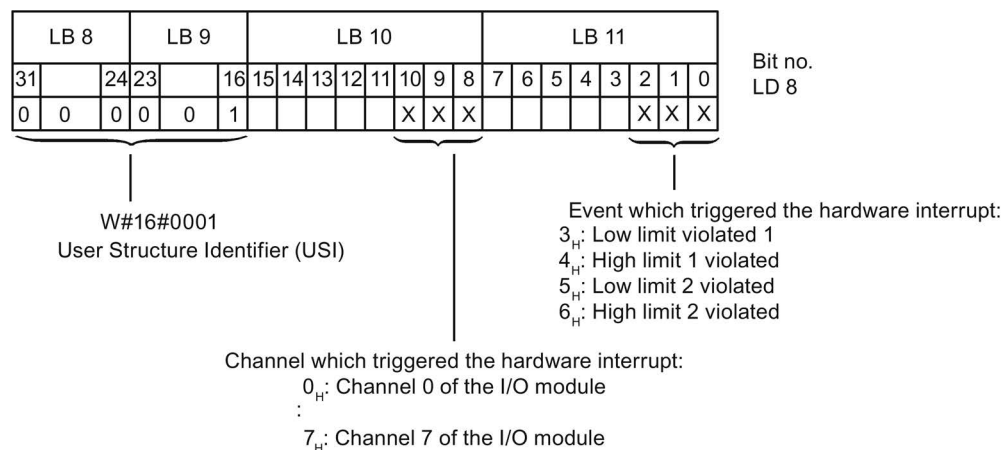 LB 8 LB 9 LB 10 LB 11
Bit no.
31 24 23 16 15 14 13 12 11 10 9 8 7 6 5 4 3 2 1 0
LD 8
0 0 0 0 0 1 X X X X X X
W#16#0001
User Structure Identifier (USI)
Event which triggered the hardware interrupt:
3H: Low limit violated 1
4H: High limit 1 violated
5H: Low limit 2 violated
6H: High limit 2 violated
Channel which triggered the hardware interrupt:
0H: Channel 0 of the I/O module
:
7H: Channel 7 of the I/O module